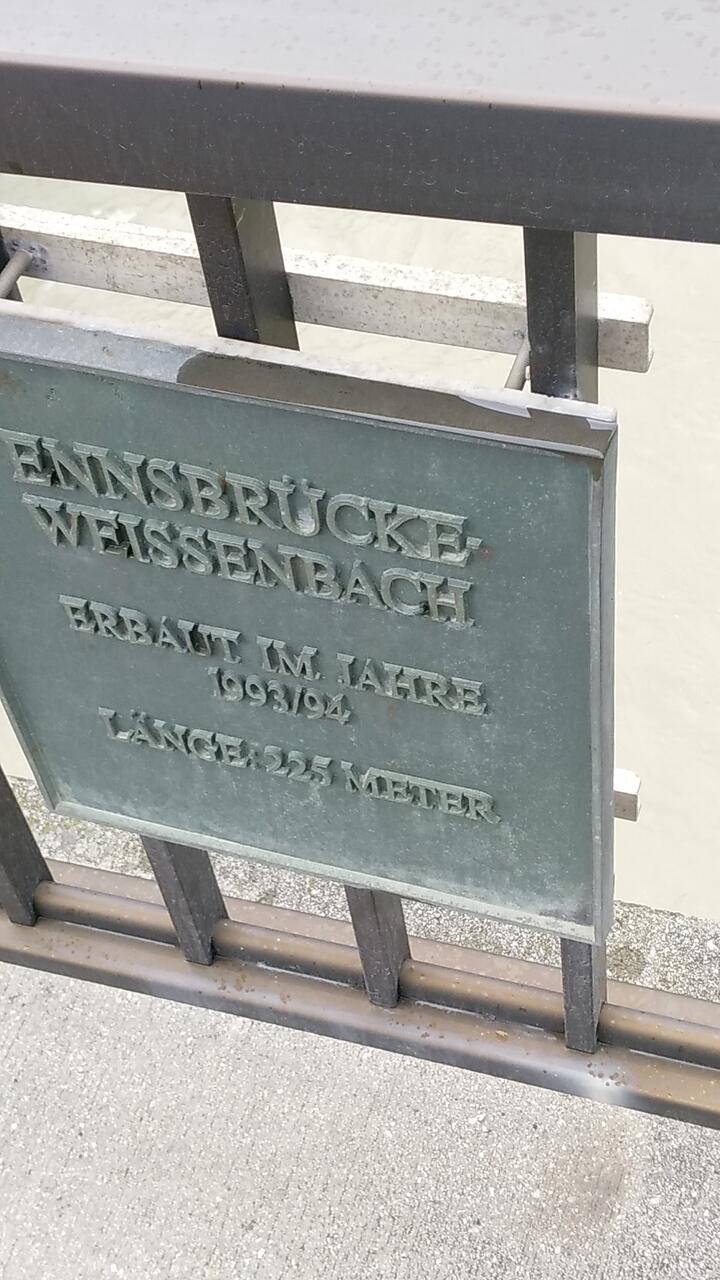 ENNSBRÜCKE-
WEISSENBACH
ERBAUT IM JAHRE
1993/94
LÄNGE: 225 METER